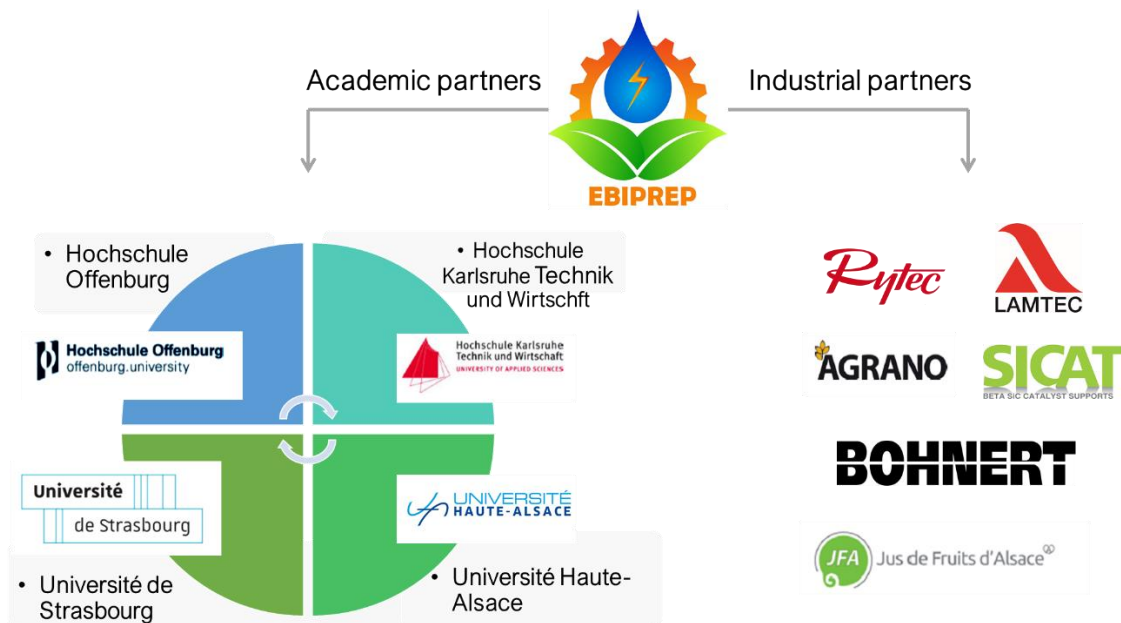 Academic partners
Industrial partners
EBIPREP
• Hochschule
Offenburg
• Hochschule
Karlsruhe Technik
und Wirtschft
Hochschule Offenburg
offenburg.university
Hochschule Karlsruhe
Technik und Wirtschaft
UNIVERSITY OF APPLIED SCIENCES
Université
de Strasbourg
UNIVERSITÉ
HAUTE-ALSACE
• Université de
Strasbourg
• Université Haute-
Alsace
Rytec
LAMTEC
AGRANO
SICAT
BETA SIC CATALYST SUPPORTS
BOHNERT
JFA Jus de Fruits d'Alsace